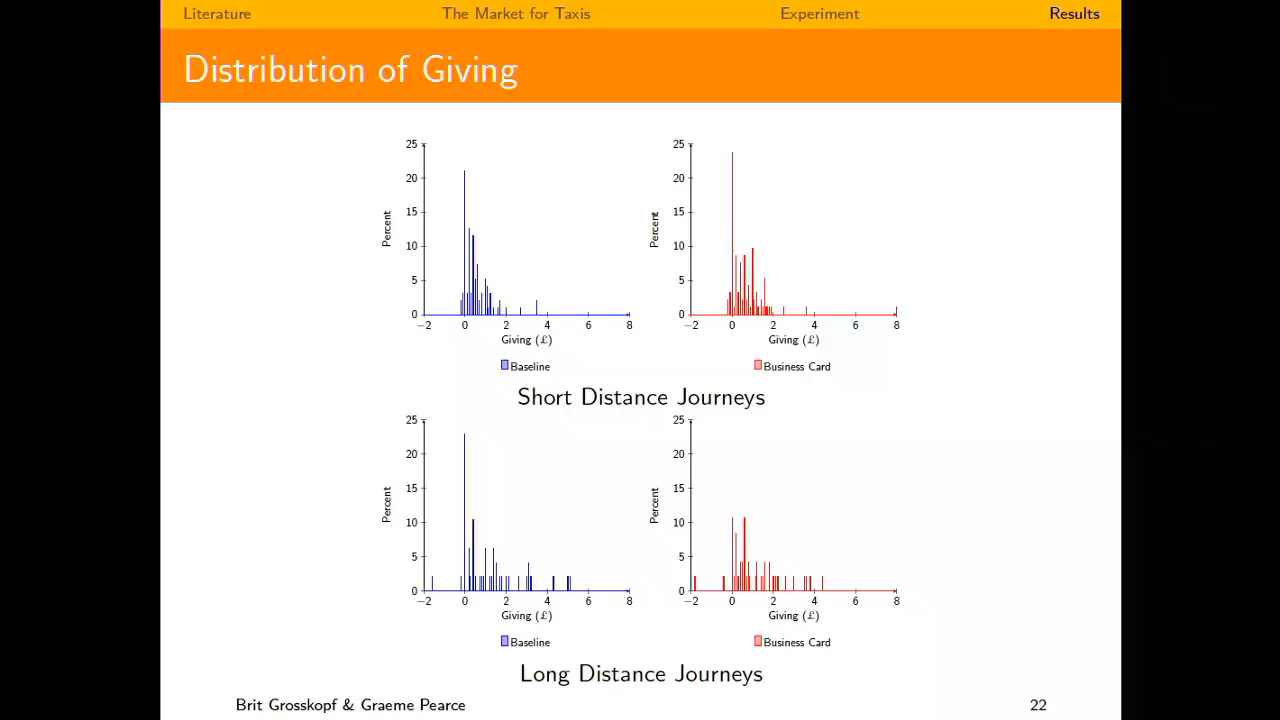 Literature The Market for Taxis Experiment Results
Distribution of Giving
25 25
20 20
15 15
Percent Percent
10 10
5 5
0 0
−2 0 2 4 6 8 −2 0 2 4 6 8
Giving (£) Giving (£)
Baseline Business Card
Short Distance Journeys
25 25
20 20
15 15
Percent Percent
10 10
5 5
0 0
−2 0 2 4 6 8 −2 0 2 4 6 8
Giving (£) Giving (£)
Baseline Business Card
Long Distance Journeys
Brit Grosskopf & Graeme Pearce 22